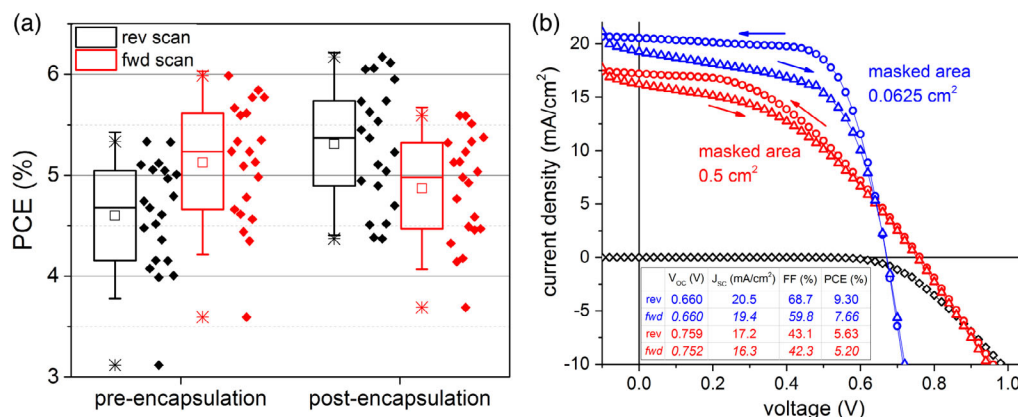 (a)
rev scan
fwd scan
PCE (%)
6
5
4
3
pre-encapsulation
post-encapsulation
(b)
current density (mA/cm²)
20
15
10
5
0
-5
-10
masked area
0.0625 cm²
masked area
0.5 cm²
V_OC (V) J_SC (mA/cm²) FF (%) PCE (%)
rev 0.660 20.5 68.7 9.30
fwd 0.660 19.4 59.8 7.66
rev 0.759 17.2 43.1 5.63
fwd 0.752 16.3 42.3 5.20
0.0 0.2 0.4 0.6 0.8 1.0
voltage (V)